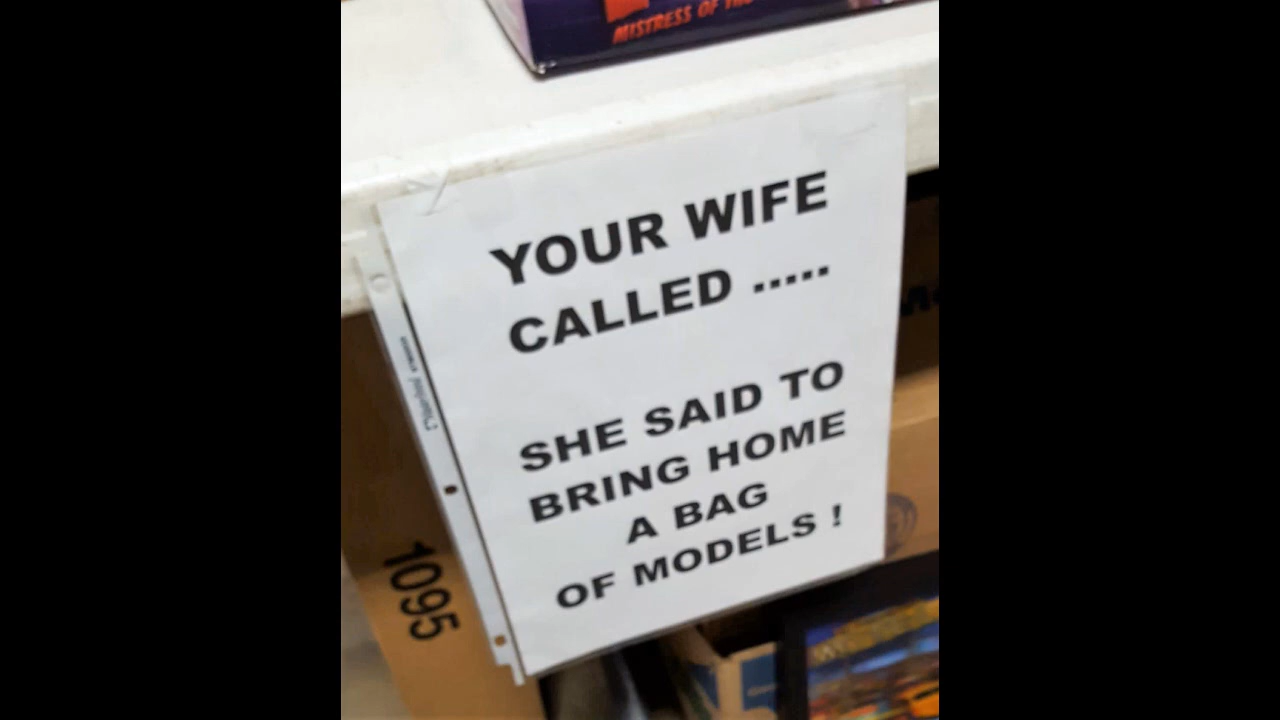 MISTRESS OF
YOUR WIFE
CALLED .....
SHE SAID TO
BRING HOME
A BAG
OF MODELS !
1095